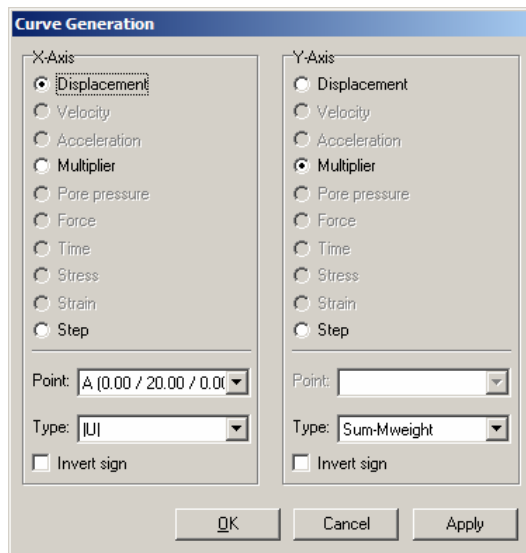 Curve Generation
X-Axis
Displacement
Velocity
Acceleration
Multiplier
Pore pressure
Force
Time
Stress
Strain
Step
Point: A (0.00 / 20.00 / 0.0(
Type: |U|
Invert sign
Y-Axis
Displacement
Velocity
Acceleration
Multiplier
Pore pressure
Force
Time
Stress
Strain
Step
Point:
Type: Sum-Mweight
Invert sign
OK Cancel Apply